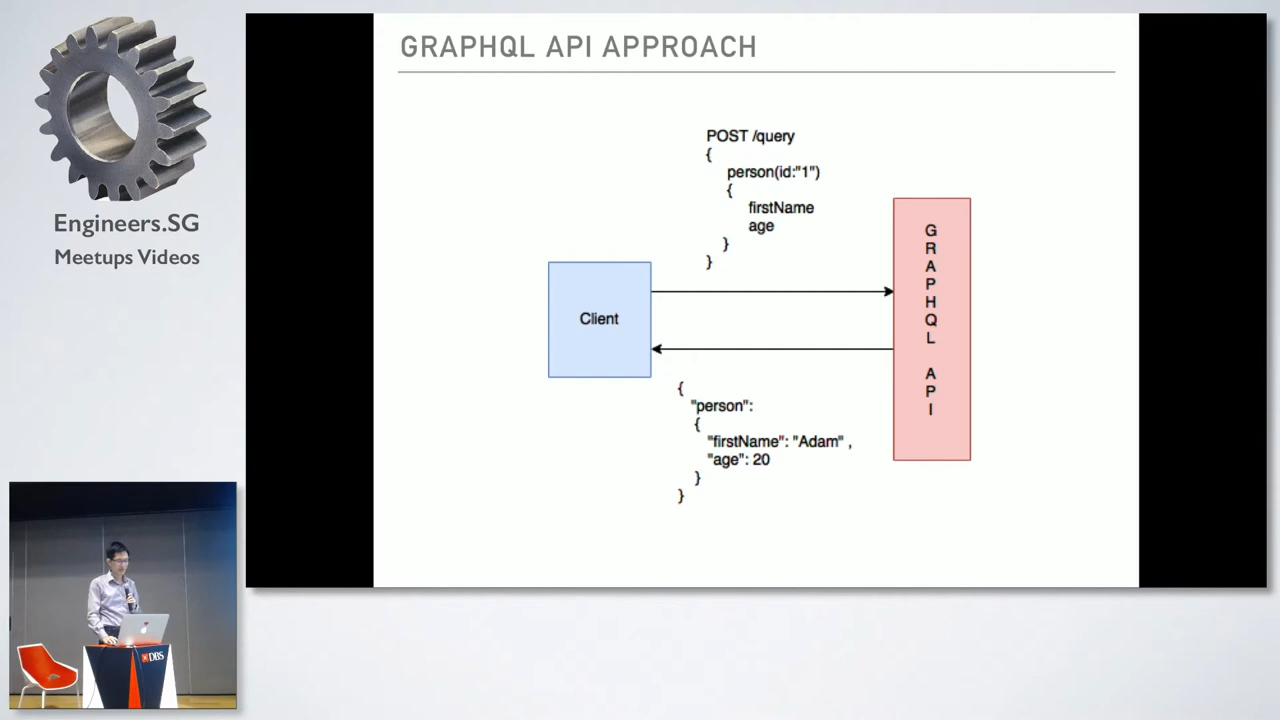 GRAPHQL API APPROACH
Engineers.SG
Meetups Videos
POST /query
{
person(id:"1")
{
firstName
age
}
}
Client
G
R
A
P
H
Q
L
A
P
I
{
"person":
{
"firstName": "Adam" ,
"age": 20
}
}
DBS